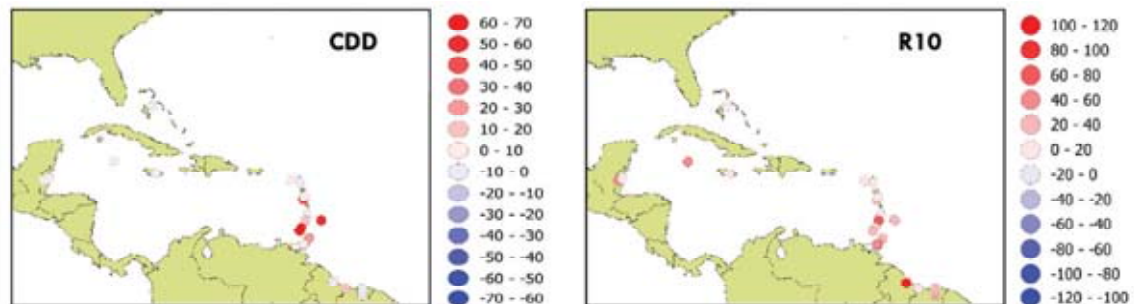 CDD
60 - 70
50 - 60
40 - 50
30 - 40
20 - 30
10 - 20
0 - 10
-10 - 0
-20 - -10
-30 - -20
-40 - -30
-50 - -40
-60 - -50
-70 - -60
R10
100 - 120
80 - 100
60 - 80
40 - 60
20 - 40
0 - 20
-20 - 0
-40 - -20
-60 - -40
-80 - -60
-100 - -80
-120 - -100